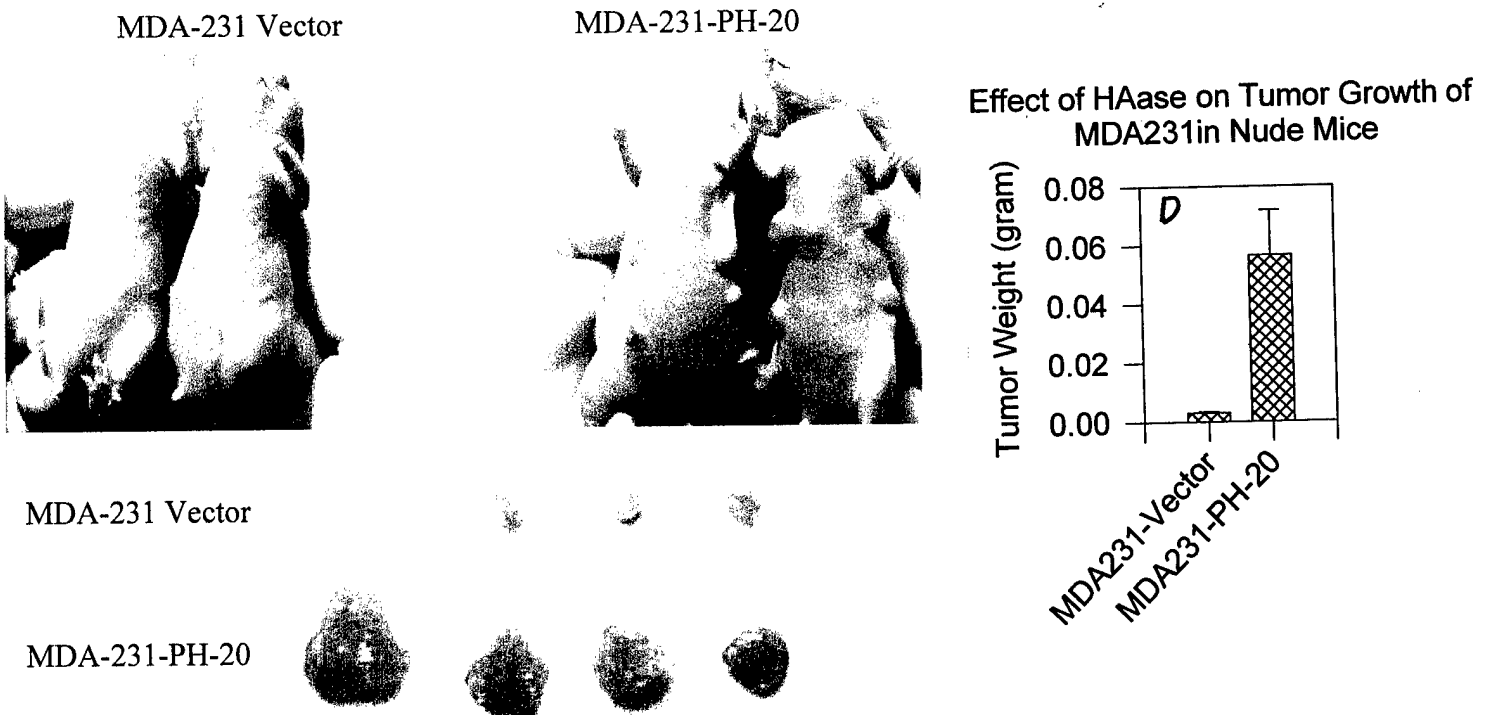 MDA-231 Vector
MDA-231-PH-20
Effect of HAase on Tumor Growth of
MDA231in Nude Mice
D
Tumor Weight (gram)
0.08
0.06
0.04
0.02
0.00
MDA231-Vector
MDA231-PH-20
MDA-231 Vector
MDA-231-PH-20